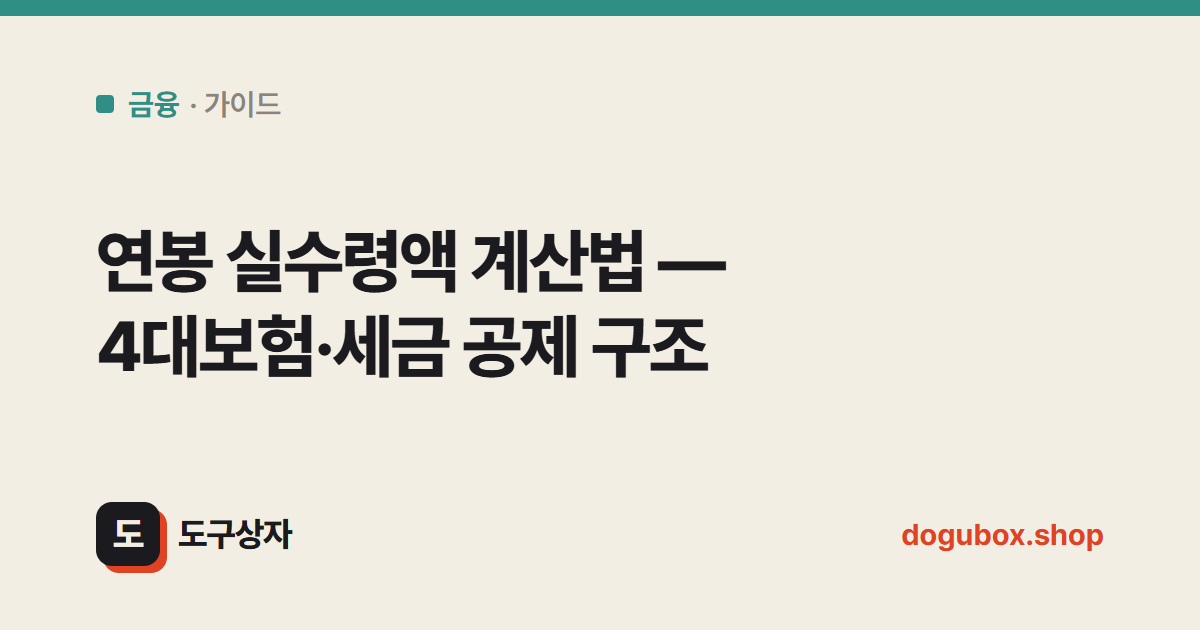 금융 · 가이드
연봉 실수령액 계산법 —
4대보험·세금 공제 구조
도 도구상자
dogubox.shop